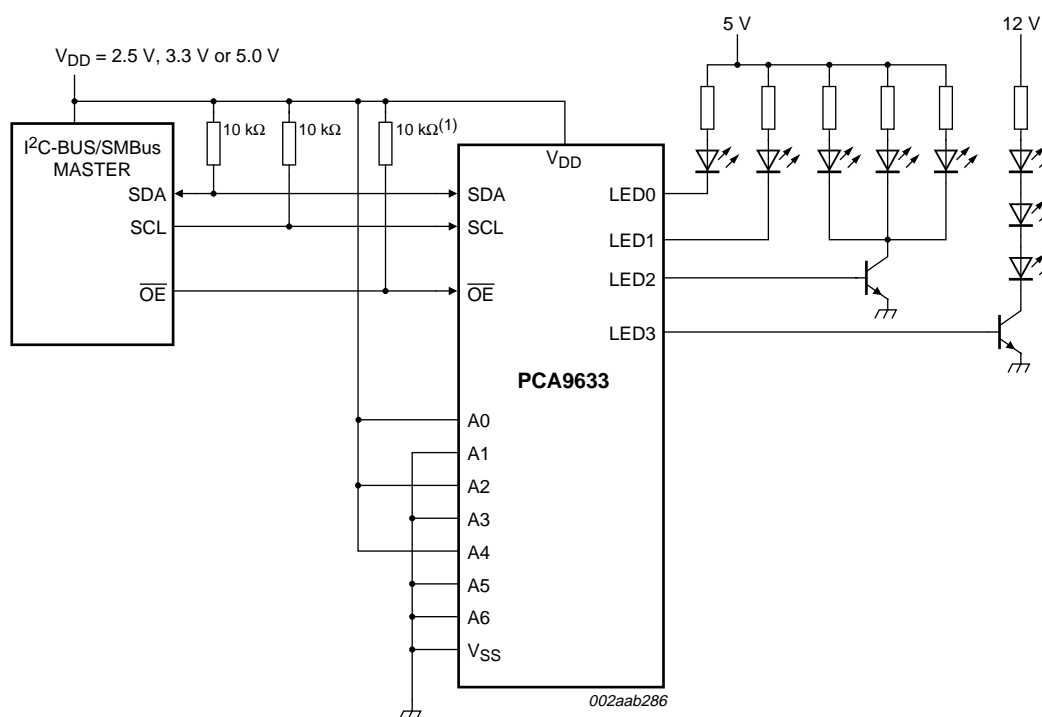 5 V
12 V
VDD = 2.5 V, 3.3 V or 5.0 V
10 kΩ
10 kΩ
10 kΩ(1)
I2C-BUS/SMBus
MASTER
SDA
SCL
OE
VDD
SDA
SCL
OE
LED0
LED1
LED2
LED3
PCA9633
A0
A1
A2
A3
A4
A5
A6
VSS
002aab286